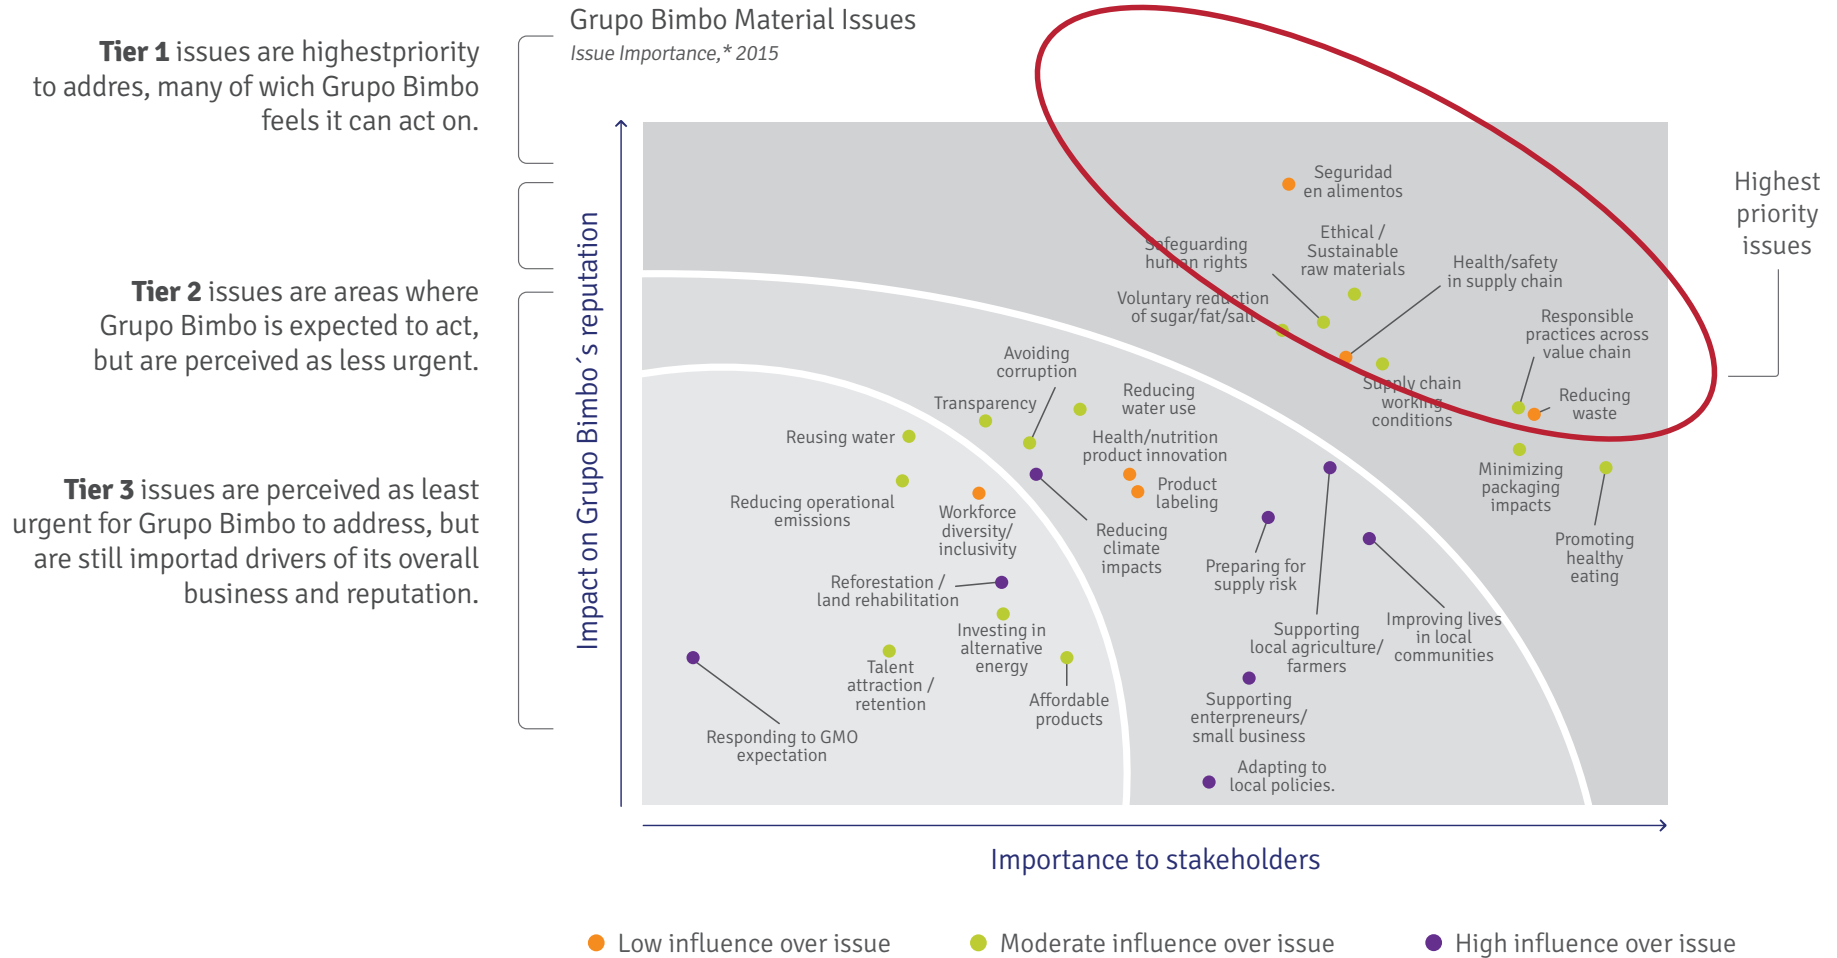 Grupo Bimbo Material Issues
Issue Importance,* 2015
Tier 1 issues are highestpriority
to addres, many of wich Grupo Bimbo
feels it can act on.
Tier 2 issues are areas where
Grupo Bimbo is expected to act,
but are perceived as less urgent.
Tier 3 issues are perceived as least
urgent for Grupo Bimbo to address, but
are still importad drivers of its overall
business and reputation.
Impact on Grupo Bimbo´s reputation
Seguridad
en alimentos
Ethical /
Sustainable
raw materials
Safeguarding
human rights
Health/safety
in supply chain
Voluntary reduction
of sugar/fat/salt
Responsible
practices across
value chain
Supply chain
working
conditions
Reducing
waste
Minimizing
packaging
impacts
Promoting
healthy
eating
Avoiding
corruption
Transparency
Reducing
water use
Reusing water
Health/nutrition
product innovation
Product
labeling
Reducing operational
emissions
Workforce
diversity/
inclusivity
Reducing
climate
impacts
Preparing for
supply risk
Reforestation /
land rehabilitation
Investing in
alternative
energy
Supporting
local agriculture/
farmers
Improving lives
in local
communities
Talent
attraction /
retention
Affordable
products
Supporting
enterpreneurs/
small business
Responding to GMO
expectation
Adapting to
local policies.
Highest
priority
issues
Importance to stakeholders
Low influence over issue
Moderate influence over issue
High influence over issue